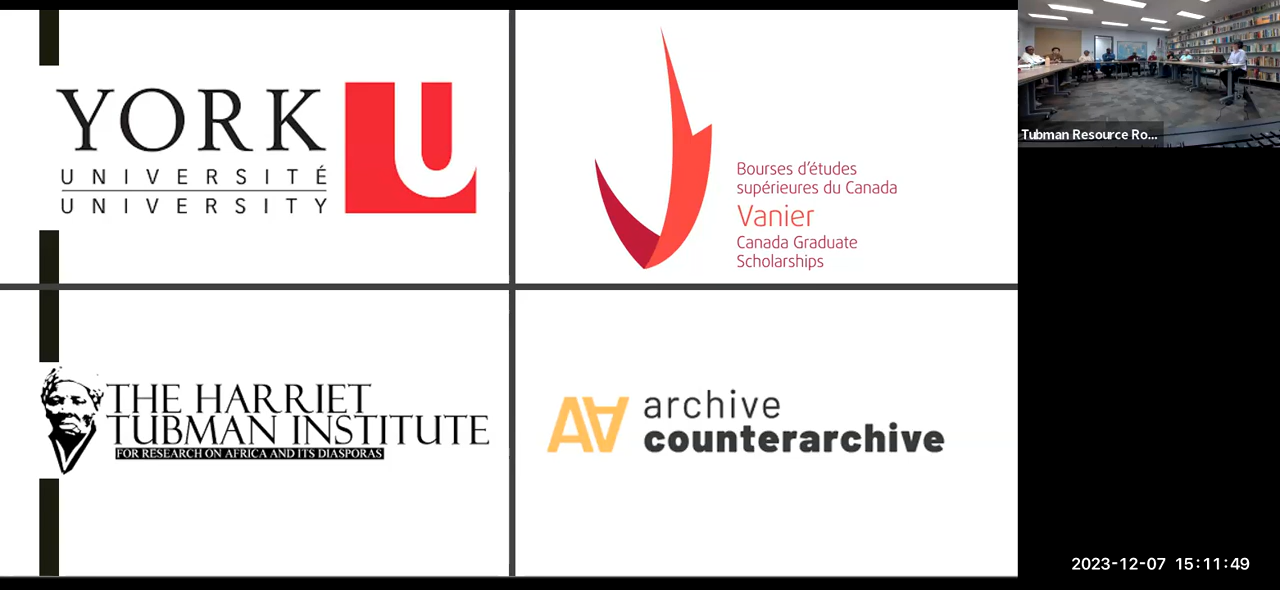 YORK
UNIVERSITÉ
UNIVERSITY
U
Bourses d'études
supérieures du Canada
Vanier
Canada Graduate
Scholarships
THE HARRIET
TUBMAN INSTITUTE
FOR RESEARCH ON AFRICA AND ITS DIASPORAS
archive
counterarchive
Tubman Resource Ro...
2023-12-07 15:11:49